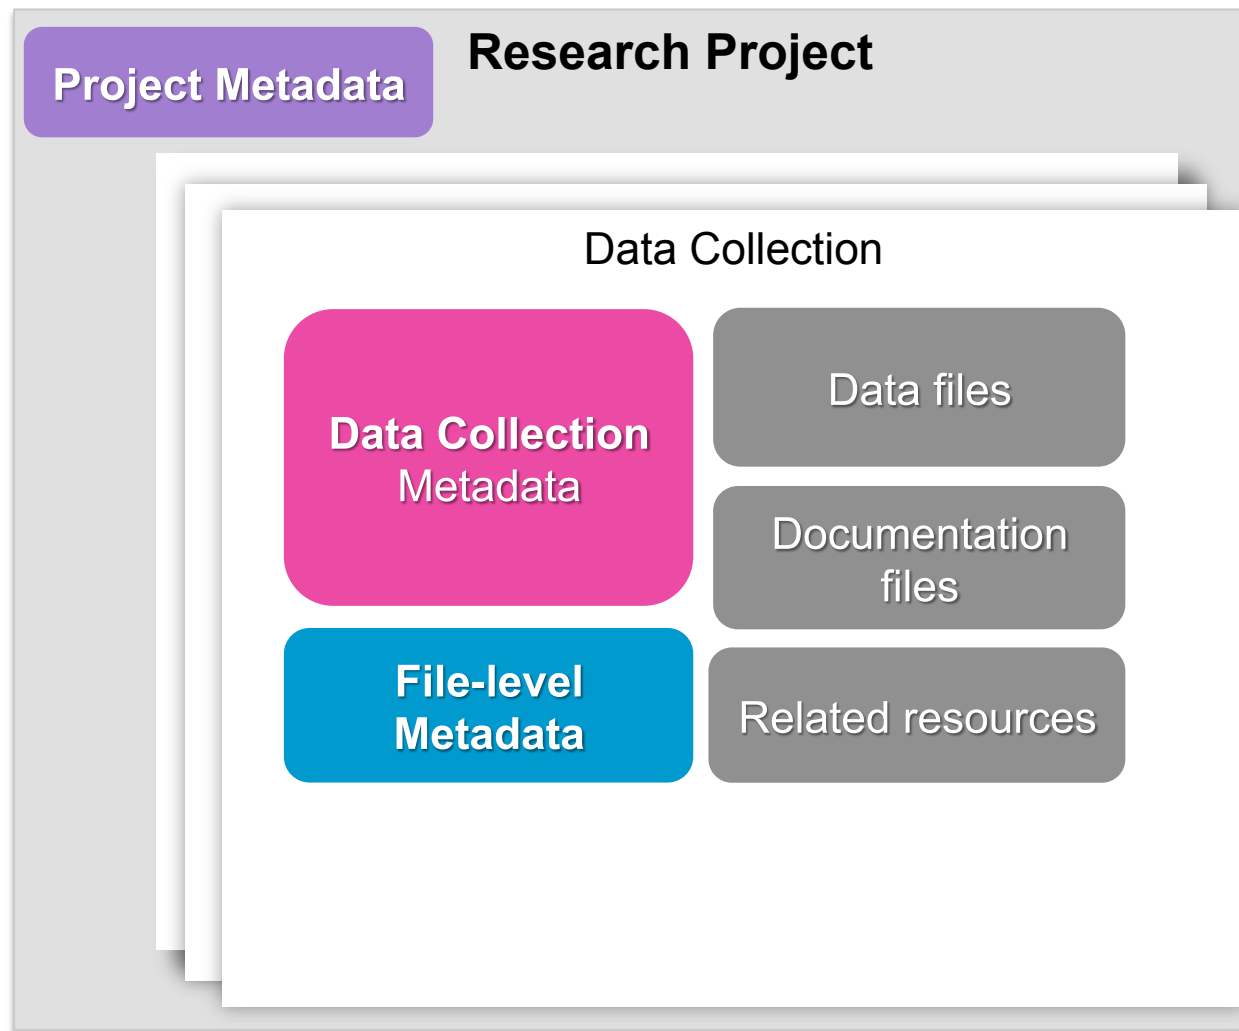 Research Project
Project Metadata
Data Collection
Data Collection
Metadata
Data files
Documentation
files
File-level
Metadata
Related resources